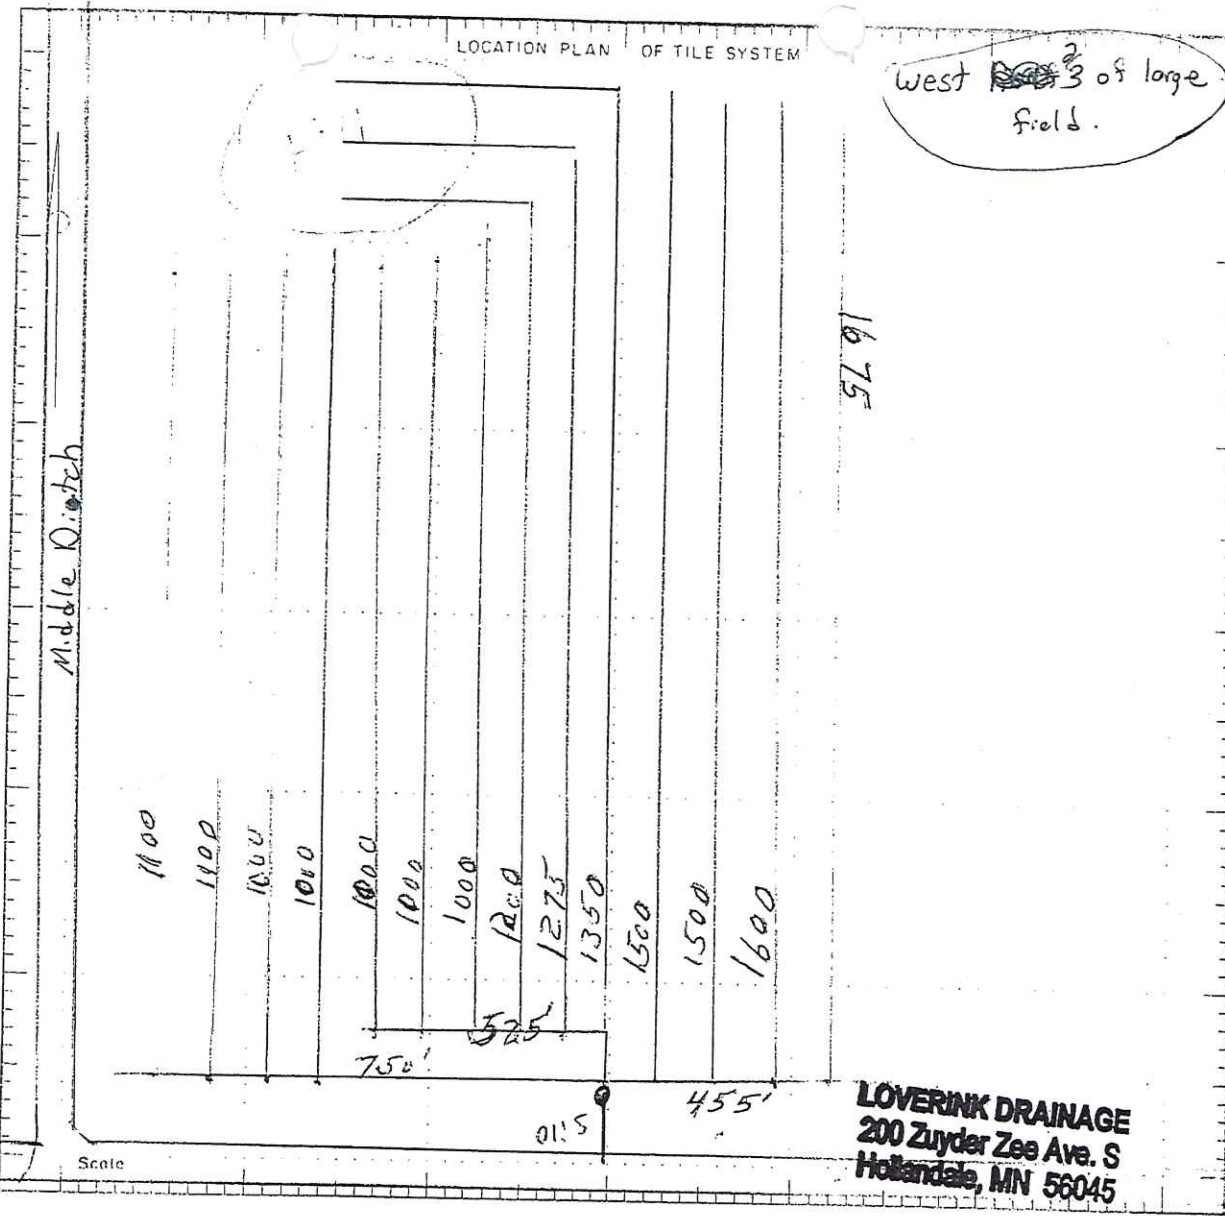 LOCATION PLAN OF TILE SYSTEM
west 2 3 of large
field.
Middle Ditch
1675
1100
1400
1000
1000
1000
1000
1000
1200
1275
1350
1500
1500
1600
525'
750'
455'
LOVERINK DRAINAGE
200 Zuyder Zee Ave. S
Hollandale, MN 56045
Scale